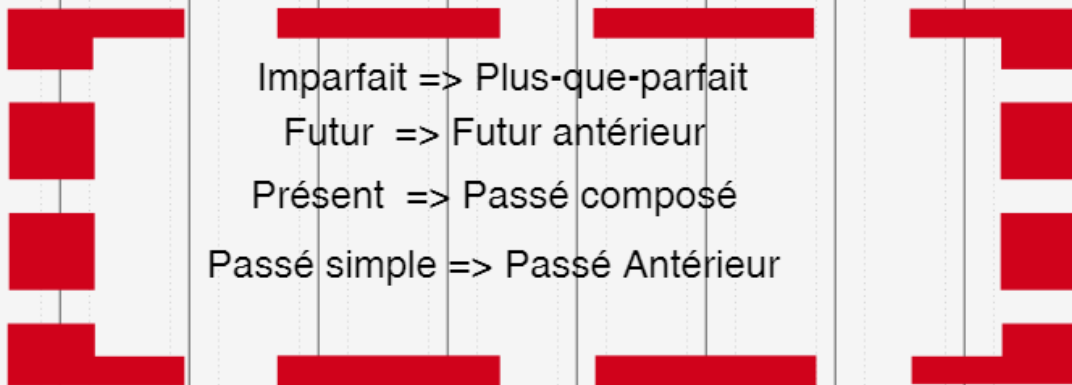 Imparfait => Plus-que-parfait
Futur => Futur antérieur
Présent => Passé composé
Passé simple => Passé Antérieur